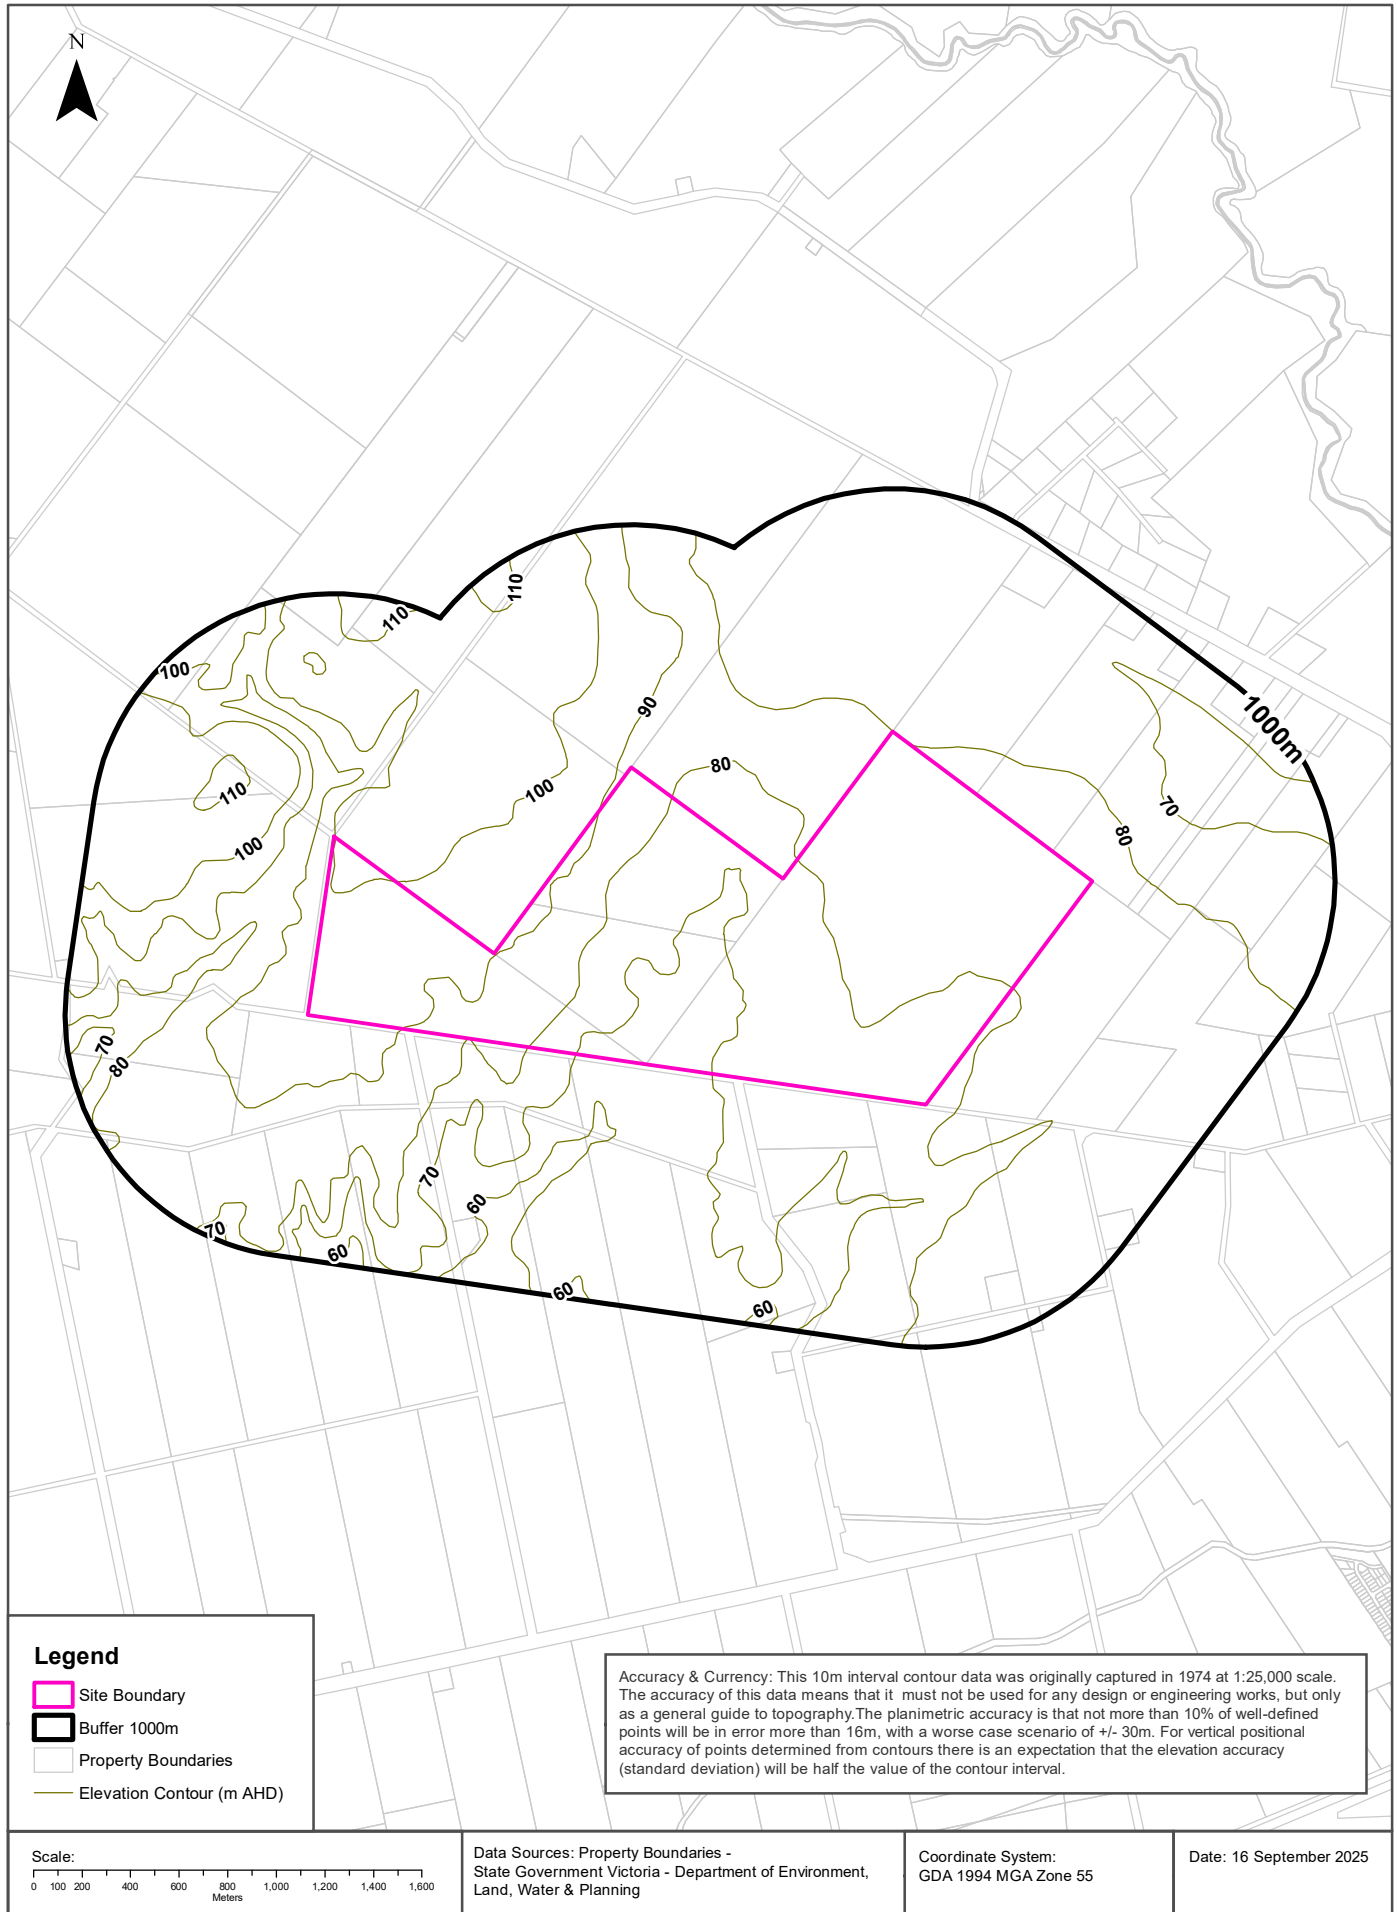 N
110
110
100
90
80
100
110
100
1000m
70
80
70
80
70
60
70
60
60
60
Legend
Site Boundary
Buffer 1000m
Property Boundaries
Elevation Contour (m AHD)
Accuracy & Currency: This 10m interval contour data was originally captured in 1974 at 1:25,000 scale.
The accuracy of this data means that it must not be used for any design or engineering works, but only
as a general guide to topography.The planimetric accuracy is that not more than 10% of well-defined
points will be in error more than 16m, with a worse case scenario of +/- 30m. For vertical positional
accuracy of points determined from contours there is an expectation that the elevation accuracy
(standard deviation) will be half the value of the contour interval.
Scale:
0 100 200 400 600 800 1,000 1,200 1,400 1,600
Meters
Data Sources: Property Boundaries -
State Government Victoria - Department of Environment,
Land, Water & Planning
Coordinate System:
GDA 1994 MGA Zone 55
Date: 16 September 2025